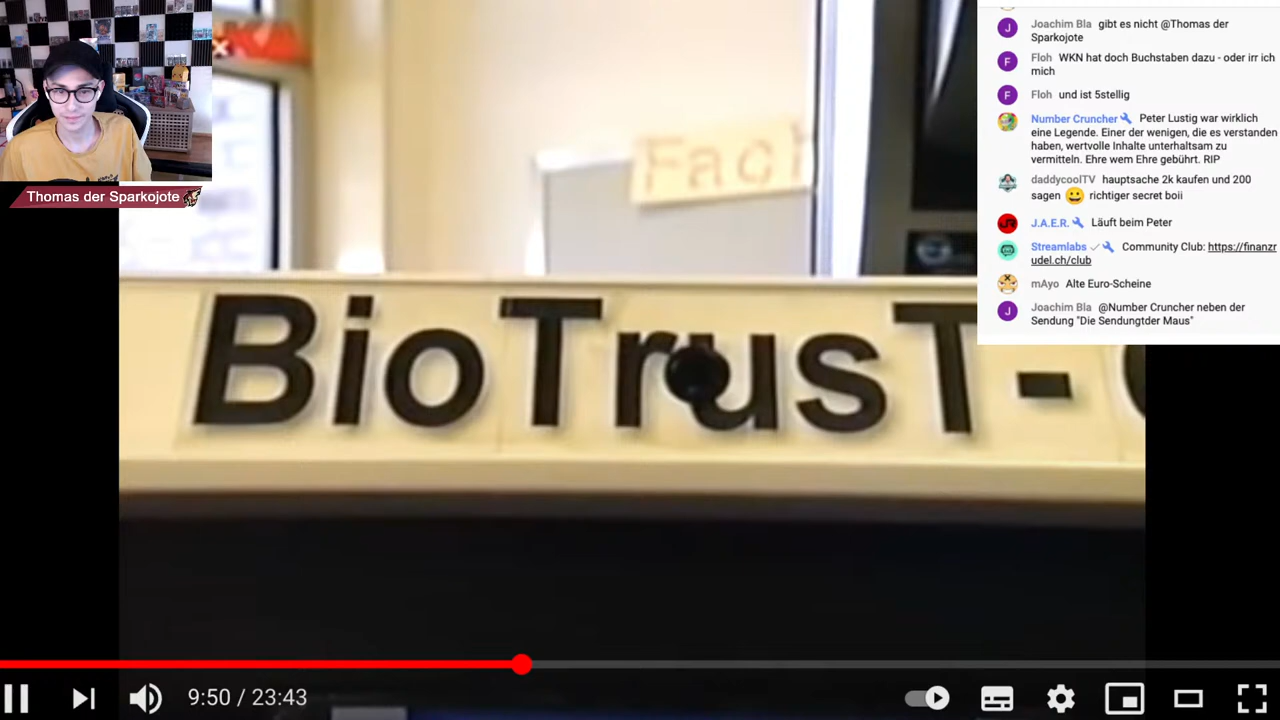 Thomas der Sparkojote
Fach
BioTrusT-
Joachim Bla gibt es nicht @Thomas der
Sparkojote
Floh WKN hat doch Buchstaben dazu - oder irr ich
mich
Floh und ist 5stellig
Number Cruncher Peter Lustig war wirklich
eine Legende. Einer der wenigen, die es verstanden
haben, wertvolle Inhalte unterhaltsam zu
vermitteln. Ehre wem Ehre gebührt. RIP
daddycoolTV hauptsache 2k kaufen und 200
sagen 😀 richtiger secret boii
J.A.E.R. Läuft beim Peter
Streamlabs Community Club: https://finanzr
udel.ch/club
mAyo Alte Euro-Scheine
Joachim Bla @Number Cruncher neben der
Sendung "Die Sendungtder Maus"
9:50 / 23:43